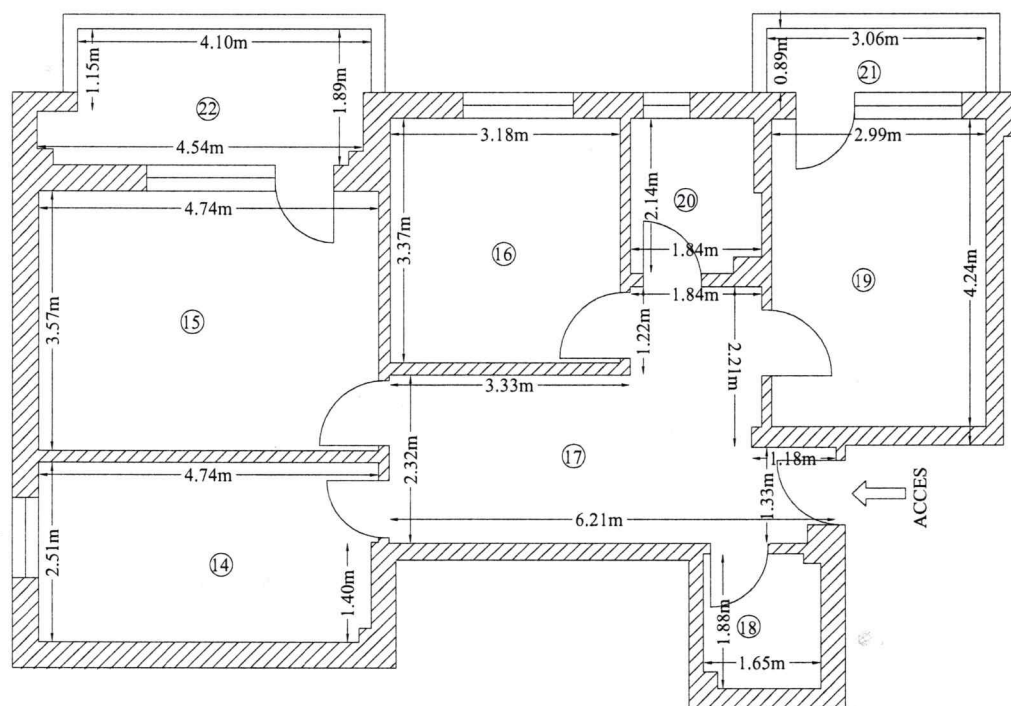 4.10m
1.15m
1.89m
22
4.54m
3.06m
0.89m
21
2.99m
3.18m
2.14m
20
1.84m
1.84m
4.74m
3.37m
16
19
4.24m
3.57m
15
1.22m
2.21m
3.33m
4.74m
2.32m
17
1.18m
1.33m
6.21m
ACCES
2.51m
14
1.40m
1.88m
18
1.65m